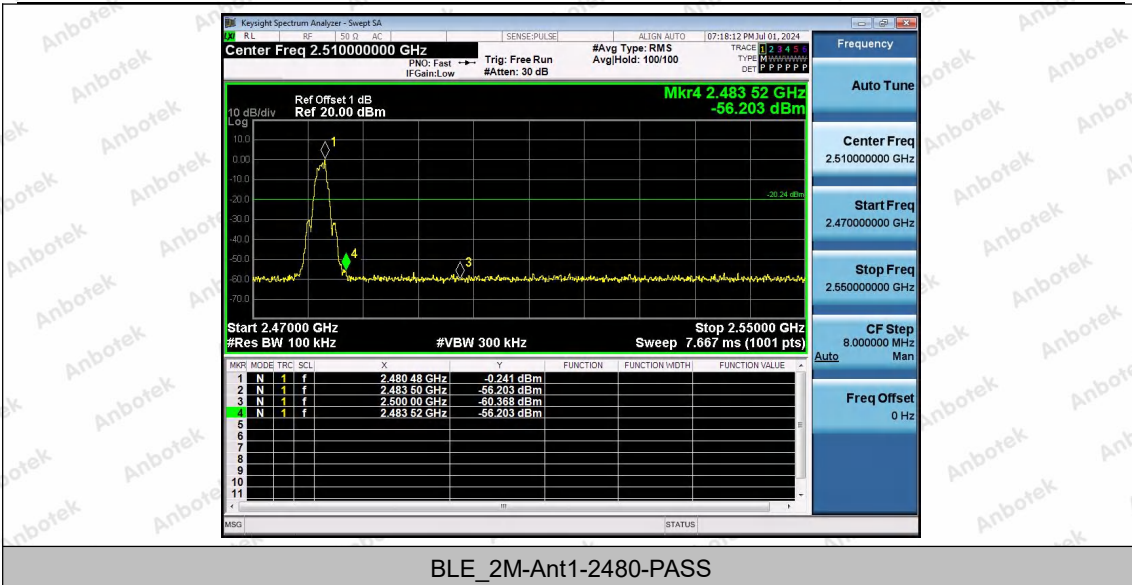 Keysight Spectrum Analyzer - Swept SA
LXI RL RF 50 Ω AC SENSE:PULSE ALIGN AUTO 07:18:12 PM Jul 01, 2024
Center Freq 2.510000000 GHz
PNO: Fast
IFGain:Low
Trig: Free Run
#Atten: 30 dB
#Avg Type: RMS
Avg|Hold: 100/100
TRACE 1 2 3 4 5 6
TYPE M WWWWW
DET P P P P P P
Frequency
Auto Tune
Center Freq
2.510000000 GHz
Start Freq
2.470000000 GHz
Stop Freq
2.550000000 GHz
CF Step
8.000000 MHz
Auto Man
Freq Offset
0 Hz
Mkr4 2.483 52 GHz
-56.203 dBm
Ref Offset 1 dB
10 dB/div Ref 20.00 dBm
Log
10.0
0.00
-10.0
-20.0
-30.0
-40.0
-50.0
-60.0
-70.0
1
-20.24 dBm
4
3
Start 2.47000 GHz Stop 2.55000 GHz
#Res BW 100 kHz #VBW 300 kHz Sweep 7.667 ms (1001 pts)
MKR MODE TRC SCL X Y FUNCTION FUNCTION WIDTH FUNCTION VALUE
1 N 1 f 2.480 48 GHz -0.241 dBm
2 N 1 f 2.483 50 GHz -56.203 dBm
3 N 1 f 2.500 00 GHz -60.368 dBm
4 N 1 f 2.483 52 GHz -56.203 dBm
5
6
7
8
9
10
11
MSG STATUS
BLE_2M-Ant1-2480-PASS
Anbotek